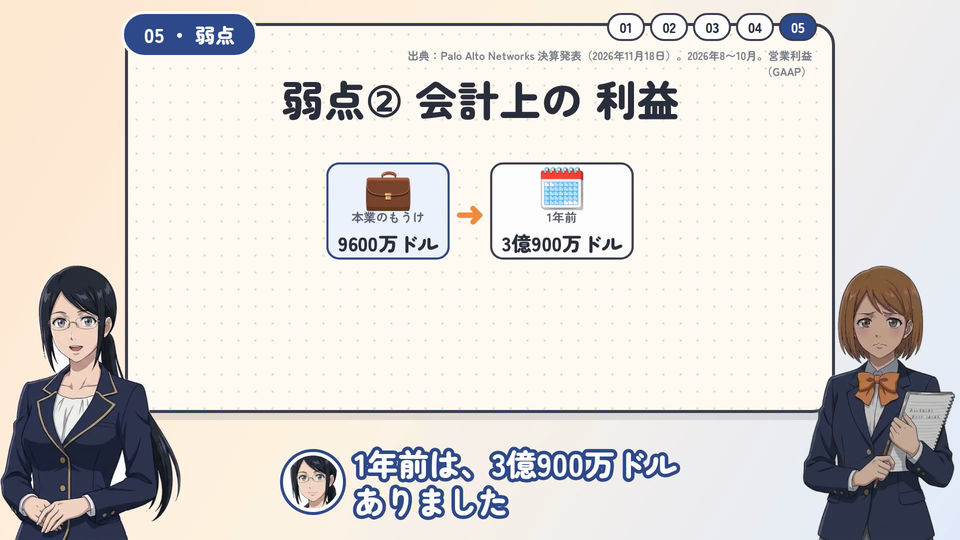 05 ・ 弱点
01 02 03 04 05
出典：Palo Alto Networks 決算発表（2026年11月18日）。2026年8〜10月。営業利益
（GAAP）
弱点② 会計上の 利益
本業のもうけ
9600万ドル
1年前
3億900万ドル
1年前は、3億900万ドル
ありました